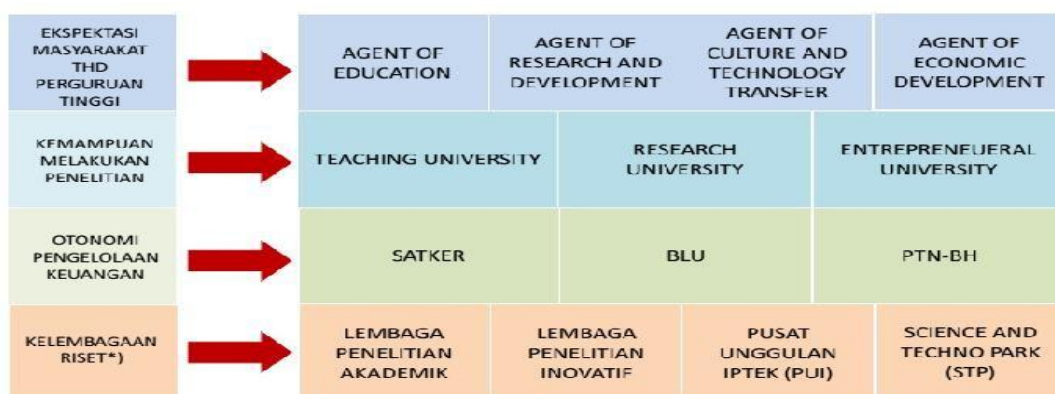 EKSPEKTASI
MASYARAKAT
THD
PERGURUAN
TINGGI
AGENT OF
EDUCATION
AGENT OF
RESEARCH AND
DEVELOPMENT
AGENT OF
CULTURE AND
TECHNOLOGY
TRANSFER
AGENT OF
ECONOMIC
DEVELOPMENT
KEMAMPUAN
MELAKUKAN
PENELITIAN
TEACHING UNIVERSITY
RESEARCH
UNIVERSITY
ENTREPRENEUERAL
UNIVERSITY
OTONOMI
PENGELOLAAN
KEUANGAN
SATKER
BLU
PTN-BH
KELEMBAGAAN
RISET*)
LEMBAGA
PENELITIAN
AKADEMIK
LEMBAGA
PENELITIAN
INOVATIF
PUSAT
UNGGULAN
IPTEK (PUI)
SCIENCE AND
TECHNO PARK
(STP)